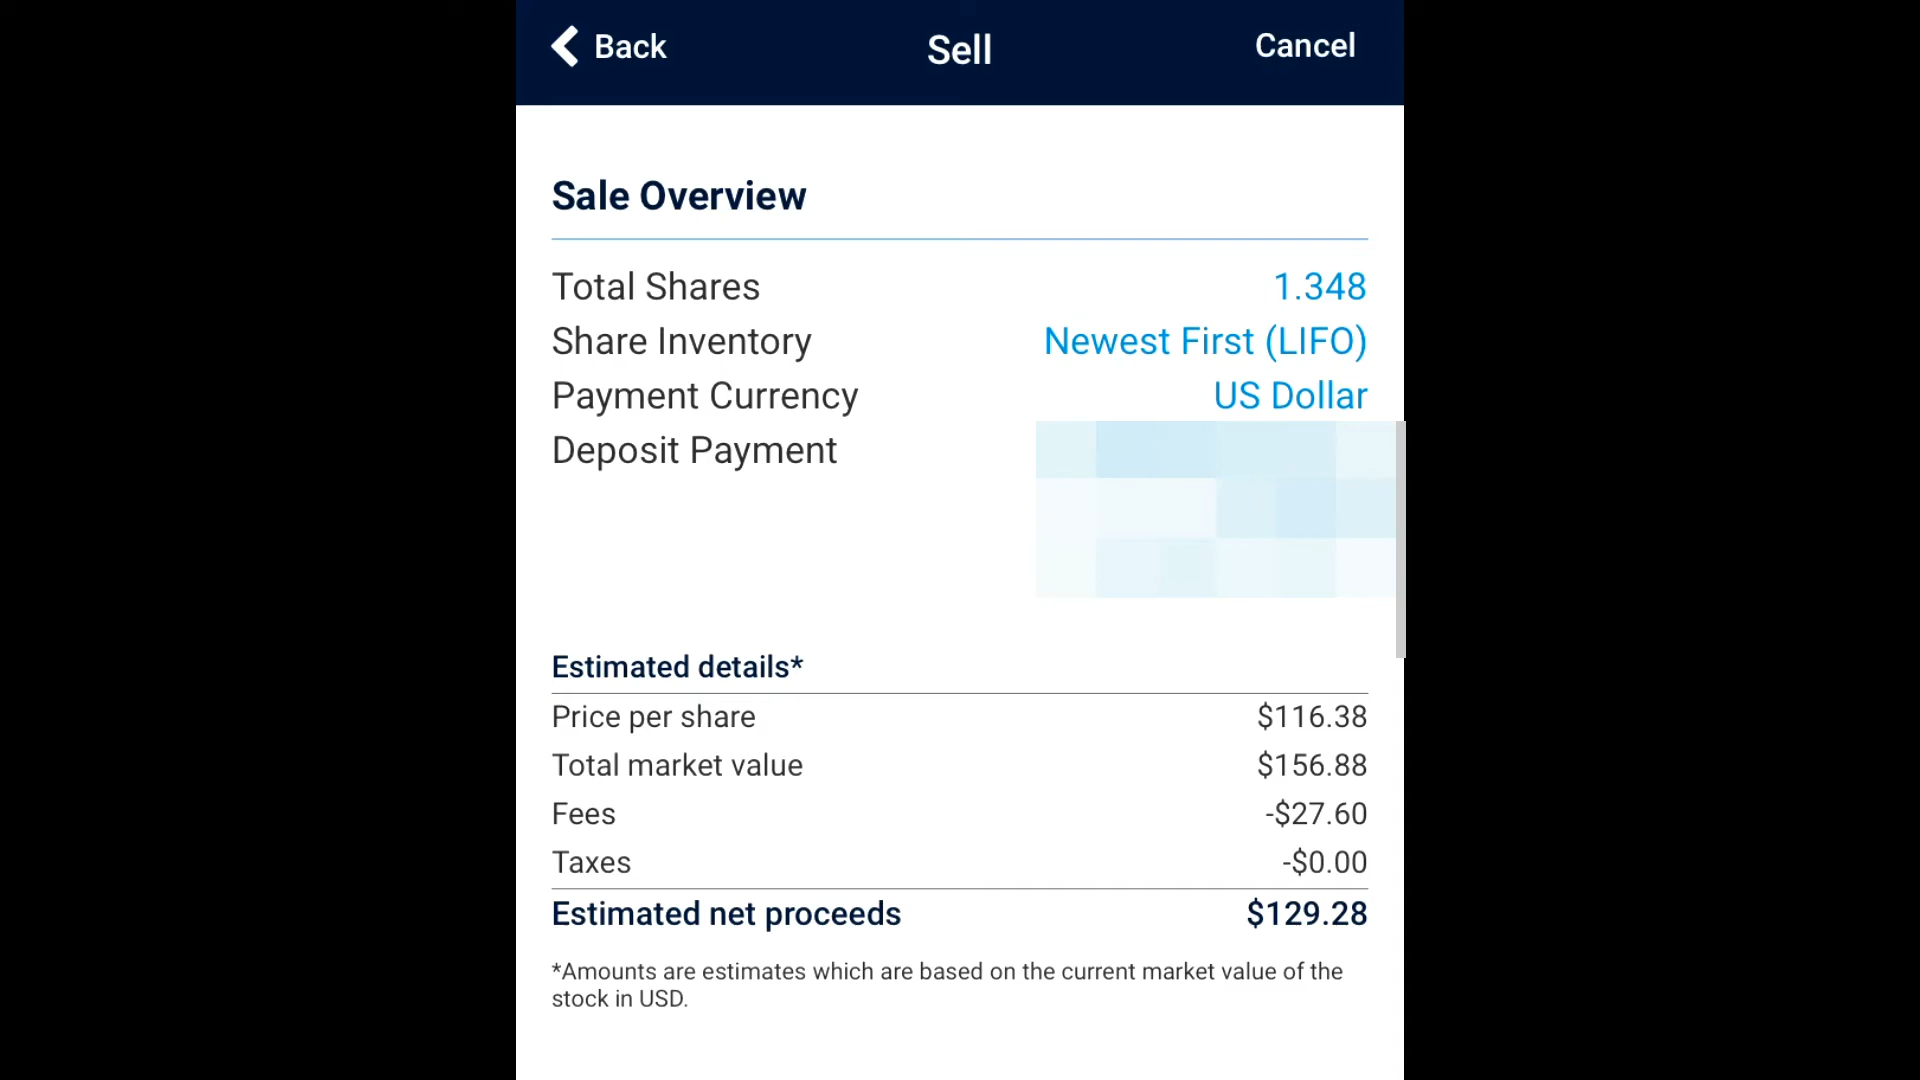 Back Sell Cancel
Sale Overview
Total Shares 1.348
Share Inventory Newest First (LIFO)
Payment Currency US Dollar
Deposit Payment
Estimated details*
Price per share $116.38
Total market value $156.88
Fees -$27.60
Taxes -$0.00
Estimated net proceeds $129.28
*Amounts are estimates which are based on the current market value of the
stock in USD.